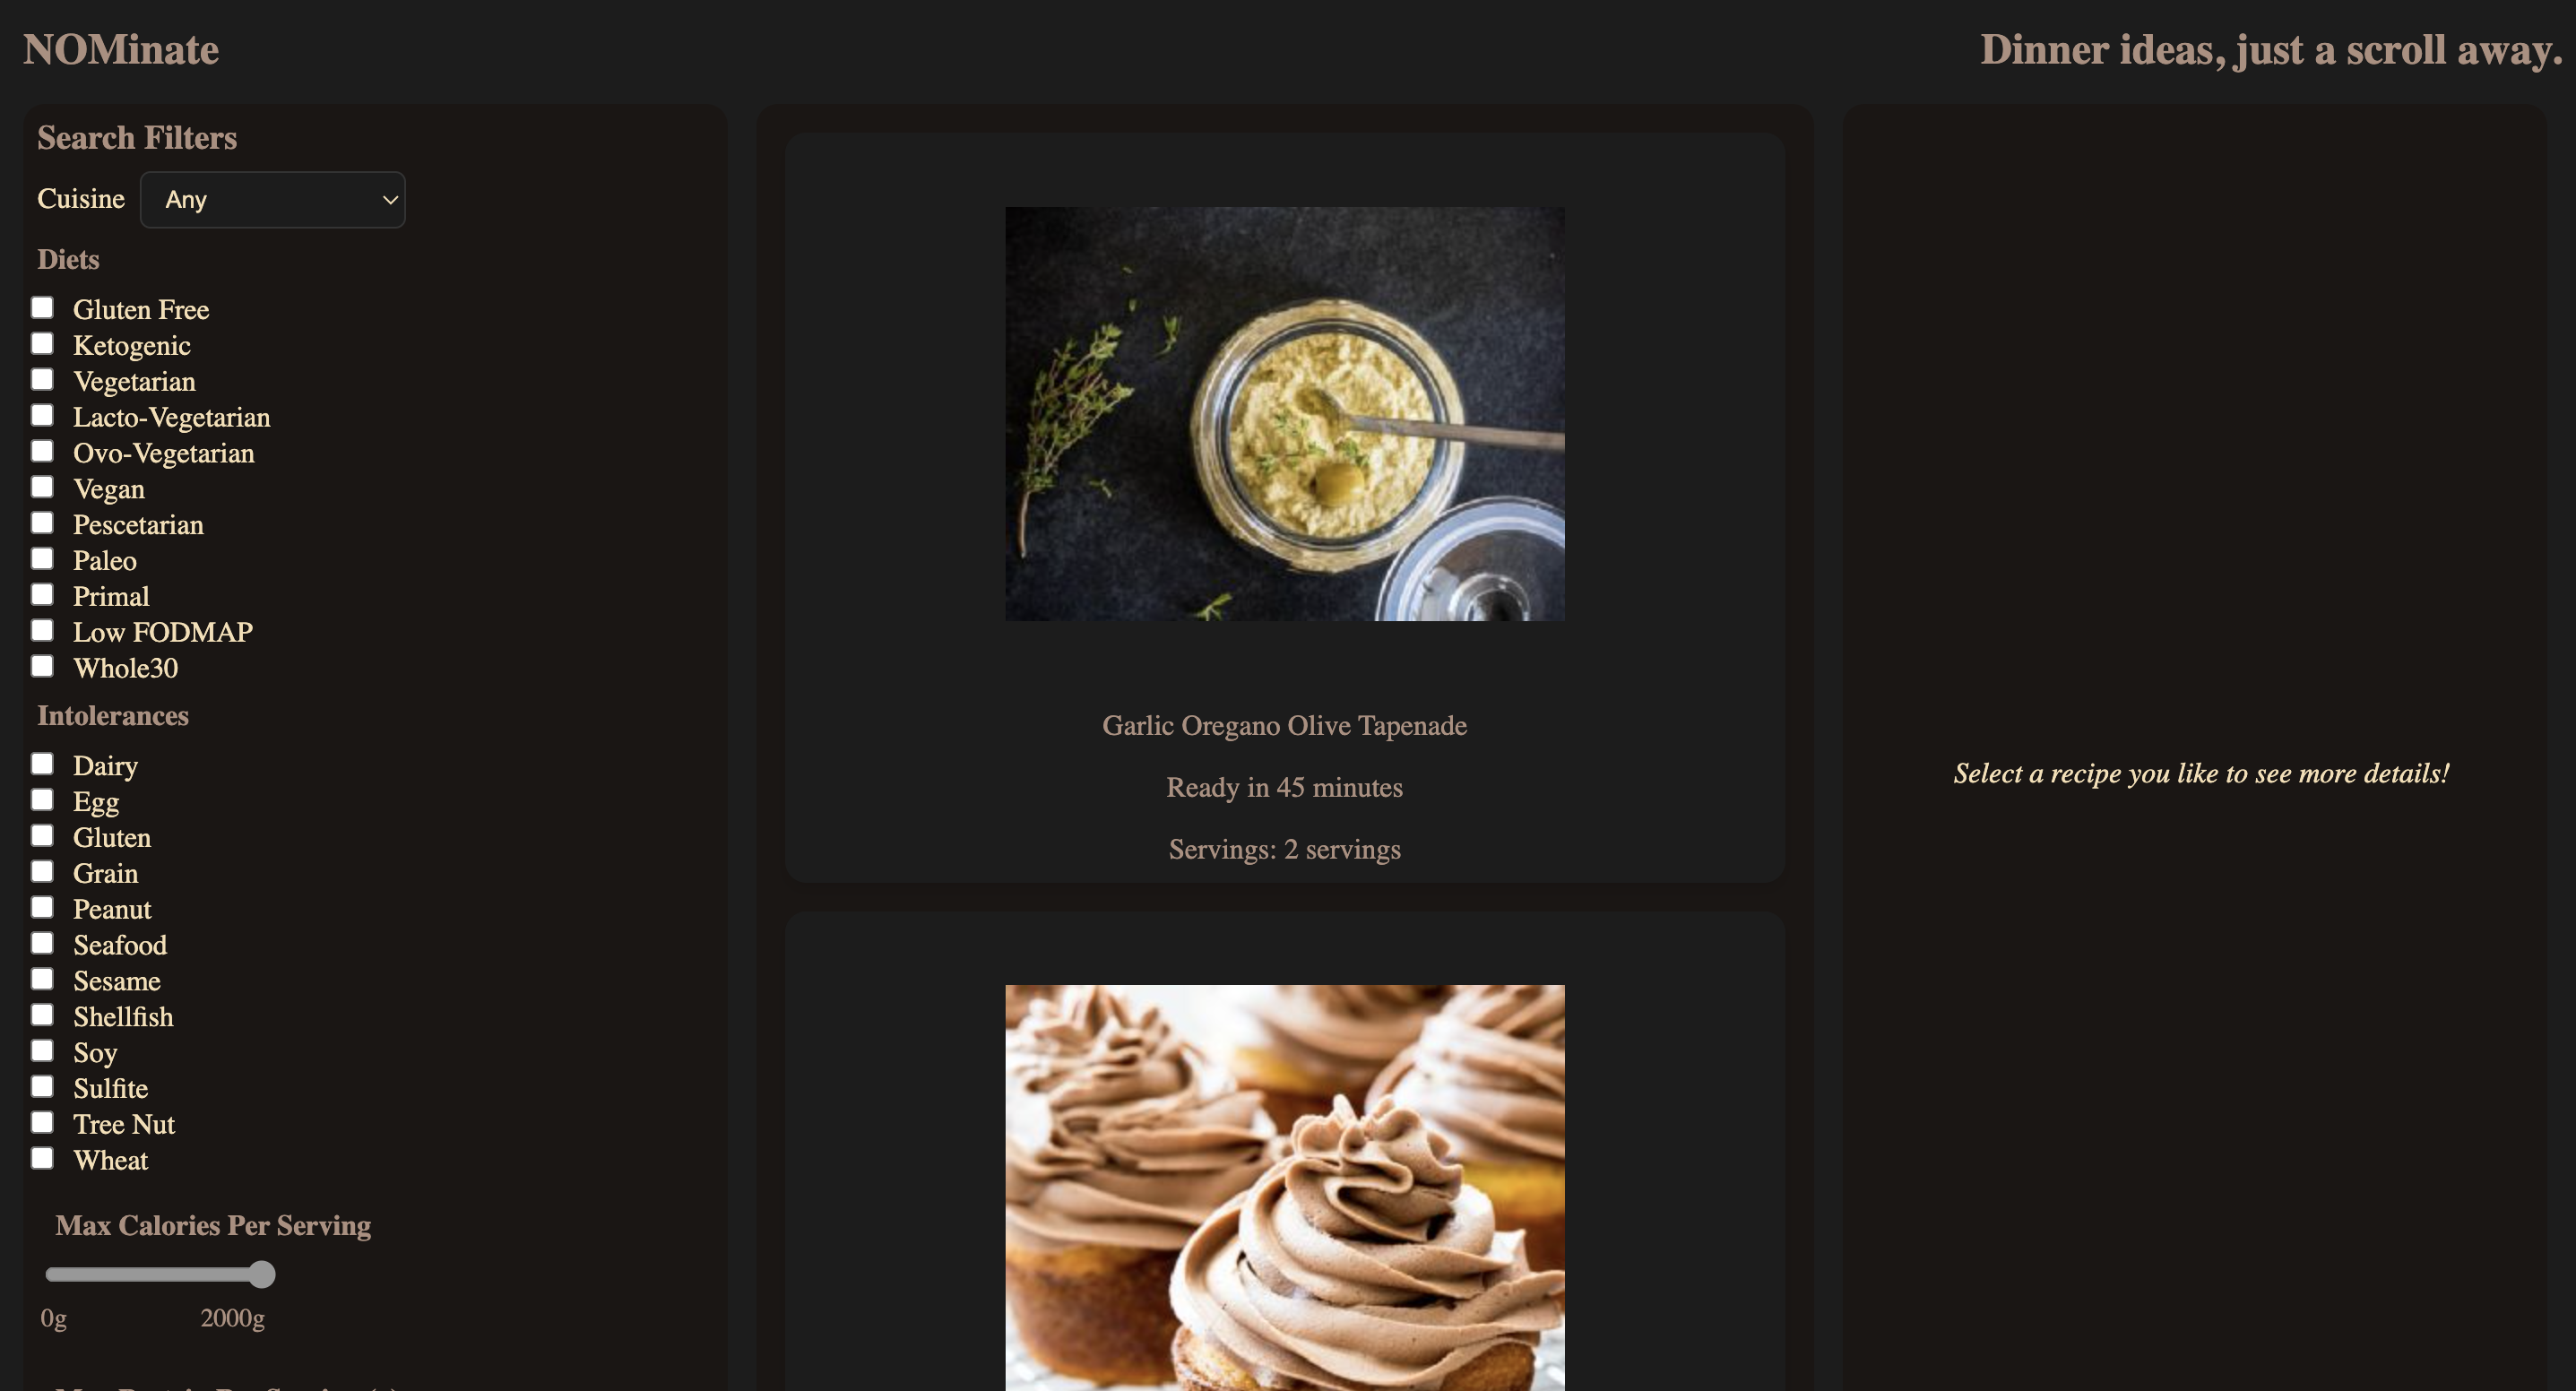 NOMinate
Dinner ideas, just a scroll away.
Search Filters
Cuisine Any
Diets
Gluten Free
Ketogenic
Vegetarian
Lacto-Vegetarian
Ovo-Vegetarian
Vegan
Pescetarian
Paleo
Primal
Low FODMAP
Whole30
Intolerances
Dairy
Egg
Gluten
Grain
Peanut
Seafood
Sesame
Shellfish
Soy
Sulfite
Tree Nut
Wheat
Max Calories Per Serving
0g 2000g
Garlic Oregano Olive Tapenade
Ready in 45 minutes
Servings: 2 servings
Select a recipe you like to see more details!